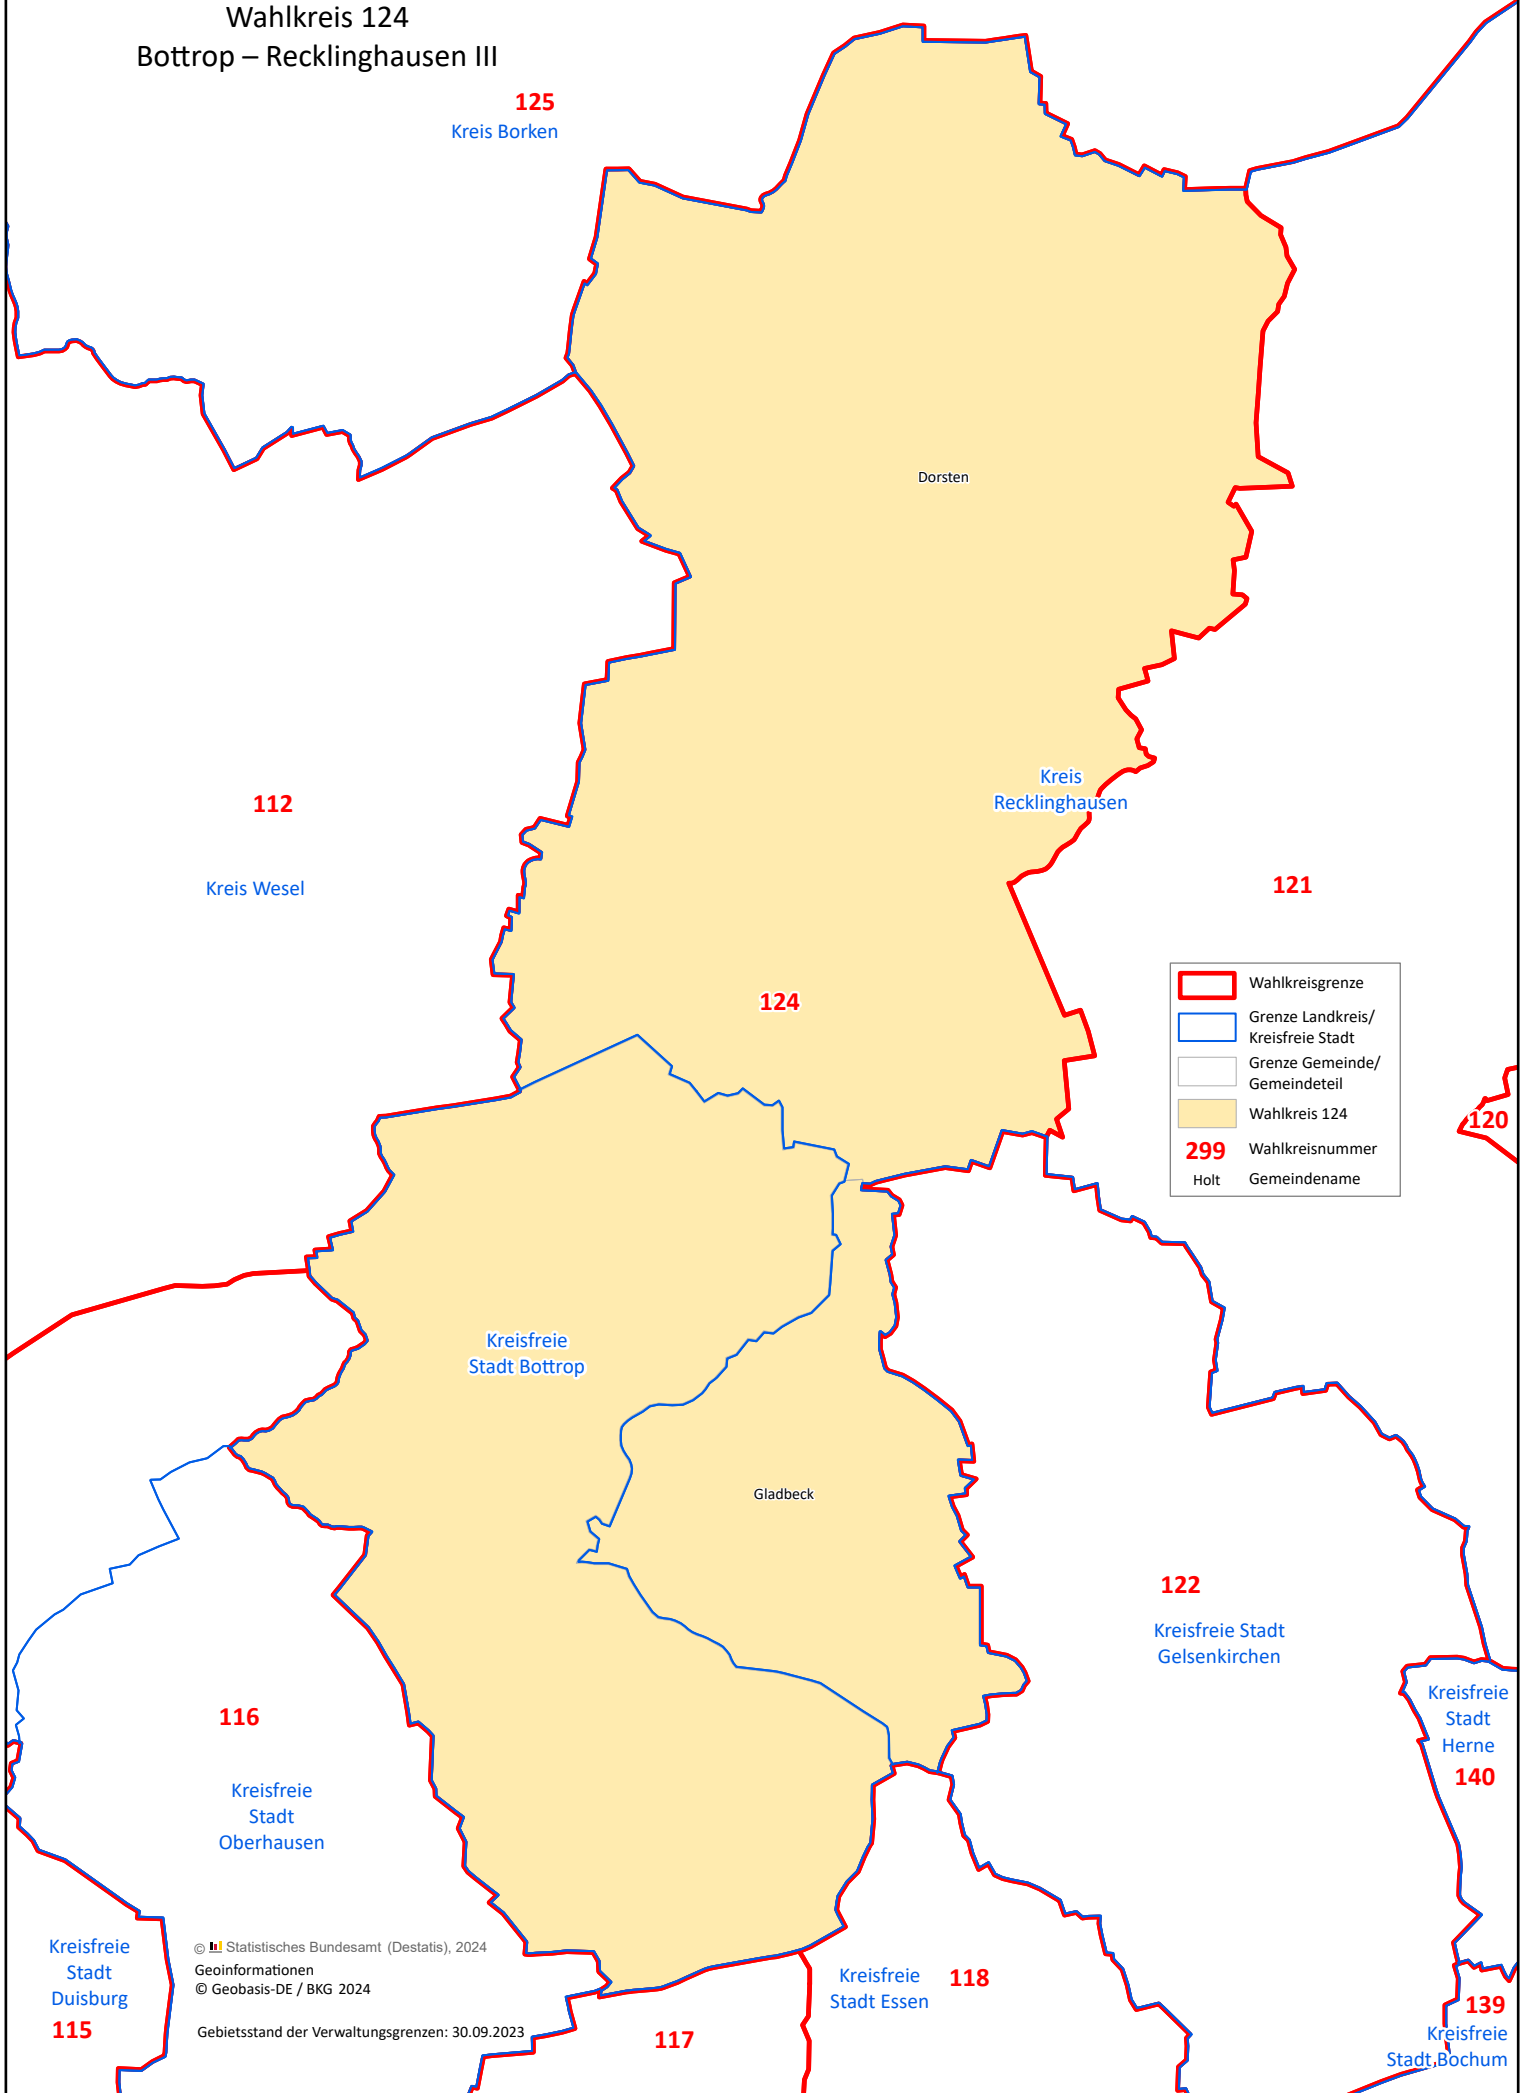 Wahlkreis 124
Bottrop – Recklinghausen III
125
Kreis Borken
Dorsten
Kreis
Recklinghausen
112
Kreis Wesel
121
124
Wahlkreisgrenze
Grenze Landkreis/
Kreisfreie Stadt
Grenze Gemeinde/
Gemeindeteil
Wahlkreis 124
299 Wahlkreisnummer
Holt Gemeindename
120
Kreisfreie
Stadt Bottrop
Gladbeck
122
Kreisfreie Stadt
Gelsenkirchen
116
Kreisfreie
Stadt
Oberhausen
Kreisfreie
Stadt
Herne
140
Kreisfreie
Stadt
Duisburg
115
© Statistisches Bundesamt (Destatis), 2024
Geoinformationen
© Geobasis-DE / BKG 2024
Gebietsstand der Verwaltungsgrenzen: 30.09.2023
117
Kreisfreie
Stadt Essen
118
139
Kreisfreie
Stadt Bochum